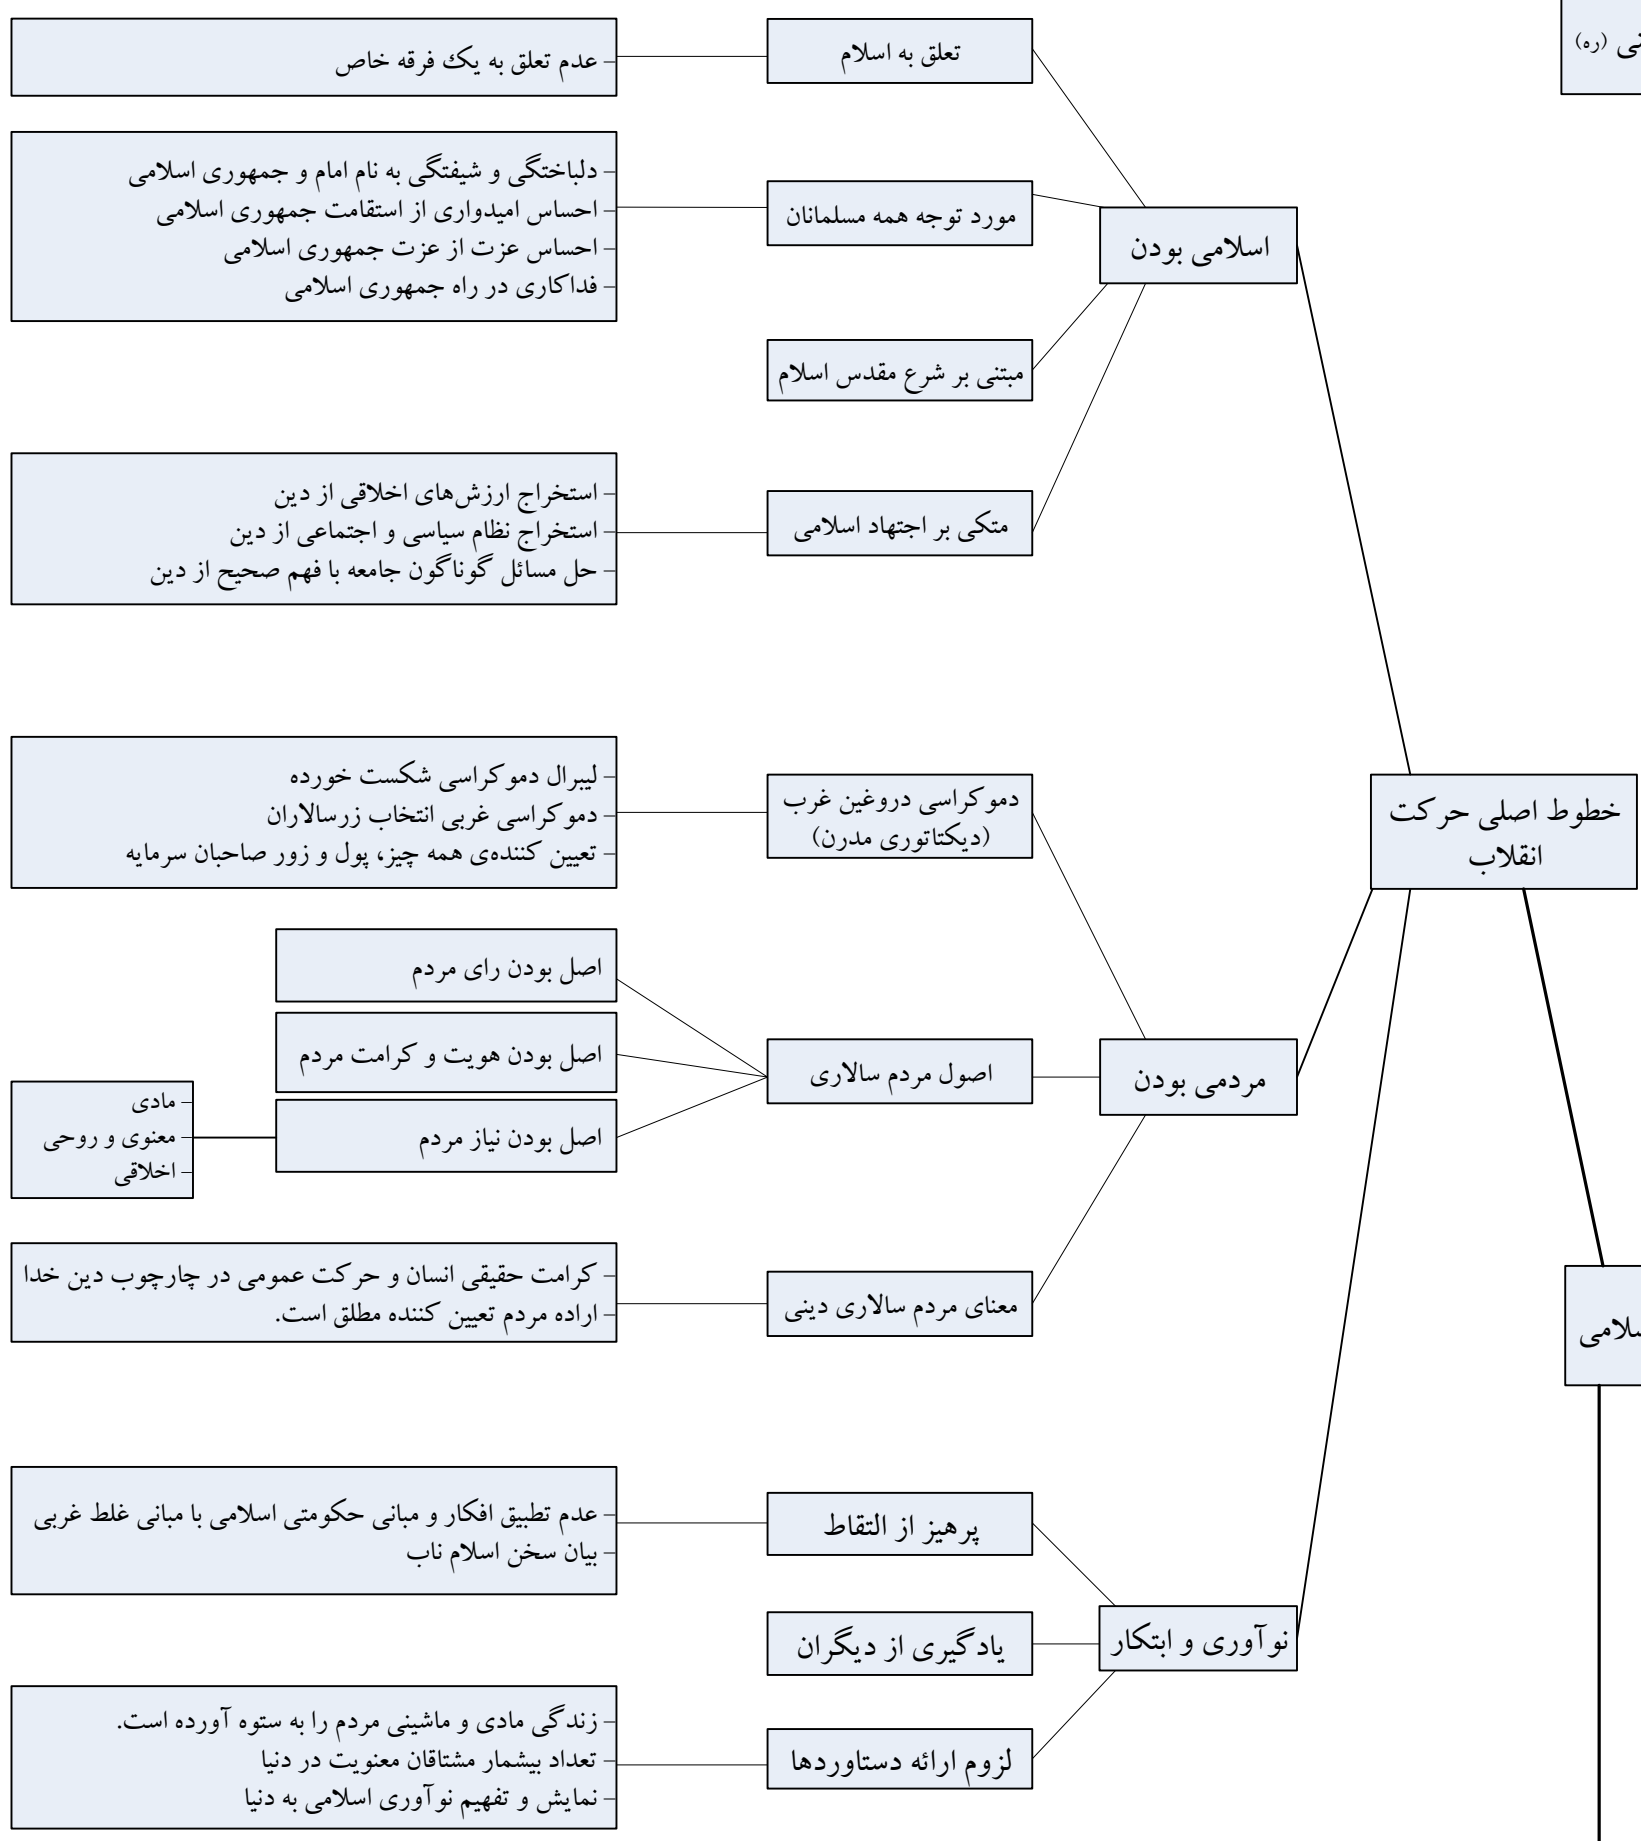 (ره)
خطوط اصلی حرکت
انقلاب
اسلامی بودن
تعلق به اسلام
- عدم تعلق به یک فرقه خاص
مورد توجه همه مسلمانان
- دلباختگی و شیفتگی به نام امام و جمهوری اسلامی
- احساس امیدواری از استقامت جمهوری اسلامی
- احساس عزت از عزت جمهوری اسلامی
- فداکاری در راه جمهوری اسلامی
مبتنی بر شرع مقدس اسلام
متکی بر اجتهاد اسلامی
- استخراج ارزش‌های اخلاقی از دین
- استخراج نظام سیاسی و اجتماعی از دین
- حل مسائل گوناگون جامعه با فهم صحیح از دین
مردمی بودن
دموکراسی دروغین غرب
(دیکتاتوری مدرن)
- لیبرال دموکراسی شکست خورده
- دموکراسی غربی انتخاب زرسالاران
- تعیین کننده‌ی همه چیز، پول و زور صاحبان سرمایه
اصول مردم سالاری
اصل بودن رای مردم
اصل بودن هویت و کرامت مردم
اصل بودن نیاز مردم
- مادی
- معنوی و روحی
- اخلاقی
معنای مردم سالاری دینی
- کرامت حقیقی انسان و حرکت عمومی در چارچوب دین خدا
- اراده مردم تعیین کننده مطلق است.
نوآوری و ابتکار
پرهیز از التقاط
- عدم تطبیق افکار و مبانی حکومتی اسلامی با مبانی غلط غربی
- بیان سخن اسلام ناب
یادگیری از دیگران
لزوم ارائه دستاوردها
- زندگی مادی و ماشینی مردم را به ستوه آورده است.
- تعداد بیشمار مشتاقان معنویت در دنیا
- نمایش و تفهیم نوآوری اسلامی به دنیا